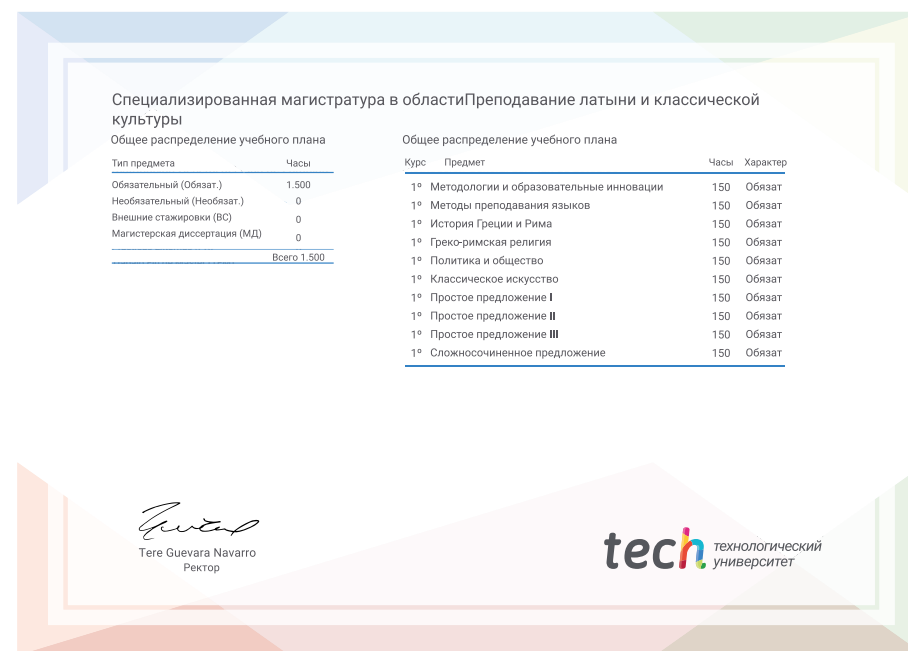 Специализированная магистратура в областиПреподавание латыни и классической
культуры
Общее распределение учебного плана
Тип предмета Часы
Обязательный (Обязат.) 1.500
Необязательный (Необязат.) 0
Внешние стажировки (ВС) 0
Магистерская диссертация (МД) 0
Всего 1.500
Общее распределение учебного плана
Курс Предмет Часы Характер
1º Методологии и образовательные инновации 150 Обязат
1º Методы преподавания языков 150 Обязат
1º История Греции и Рима 150 Обязат
1º Греко-римская религия 150 Обязат
1º Политика и общество 150 Обязат
1º Классическое искусство 150 Обязат
1º Простое предложение I 150 Обязат
1º Простое предложение II 150 Обязат
1º Простое предложение III 150 Обязат
1º Сложносочиненное предложение 150 Обязат
Tere Guevara Navarro
Ректор
tech технологический
университет